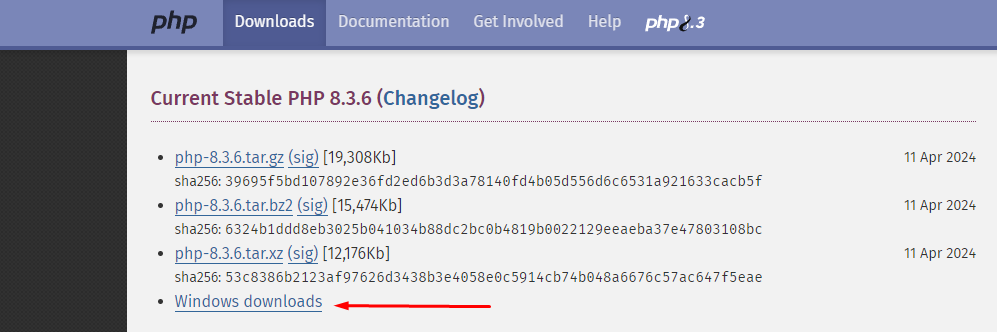 php Downloads Documentation Get Involved Help php8.3
Current Stable PHP 8.3.6 (Changelog)
php-8.3.6.tar.gz (sig) [19,308Kb] 11 Apr 2024
sha256: 39695f5bd107892e36fd2ed6b3d3a78140fd4b05d556d6c6531a921633cacb5f
php-8.3.6.tar.bz2 (sig) [15,474Kb] 11 Apr 2024
sha256: 6324b1ddd8eb3025b041034b88dc2bc0b4819b0022129eeaeba37e47803108bc
php-8.3.6.tar.xz (sig) [12,176Kb] 11 Apr 2024
sha256: 53c8386b2123af97626d3438b3e4058e0c5914cb74b048a6676c57ac647f5eae
Windows downloads